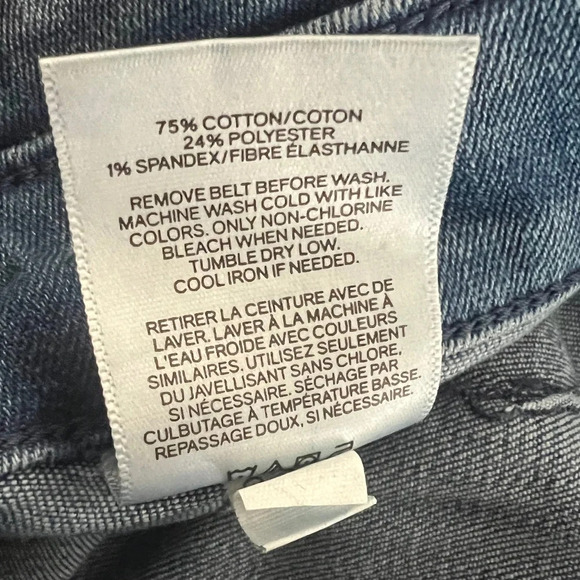 75% COTTON/COTON
24% POLYESTER
1% SPANDEX/FIBRE ÉLASTHANNE
REMOVE BELT BEFORE WASH.
MACHINE WASH COLD WITH LIKE
COLORS. ONLY NON-CHLORINE
BLEACH WHEN NEEDED.
TUMBLE DRY LOW.
COOL IRON IF NEEDED.
RETIRER LA CEINTURE AVEC DE
LAVER. LAVER À LA MACHINE À
L'EAU FROIDE AVEC COULEURS
SIMILAIRES. UTILISEZ SEULEMENT
DU JAVELLISANT SANS CHLORE,
SI NÉCESSAIRE. SÉCHAGE PAR
CULBUTAGE À TEMPÉRATURE BASSE.
REPASSAGE DOUX, SI NÉCESSAIRE.